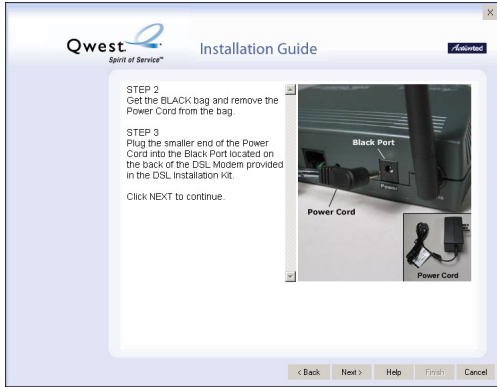 Qwest.
Spirit of Service™
Installation Guide
Actiontec
STEP 2
Get the BLACK bag and remove the
Power Cord from the bag.
STEP 3
Plug the smaller end of the Power
Cord into the Black Port located on
the back of the DSL Modem provided
in the DSL Installation Kit.
Click NEXT to continue.
Black Port
Power
Power Cord
Power Cord
< Back
Next >
Help
Finish
Cancel